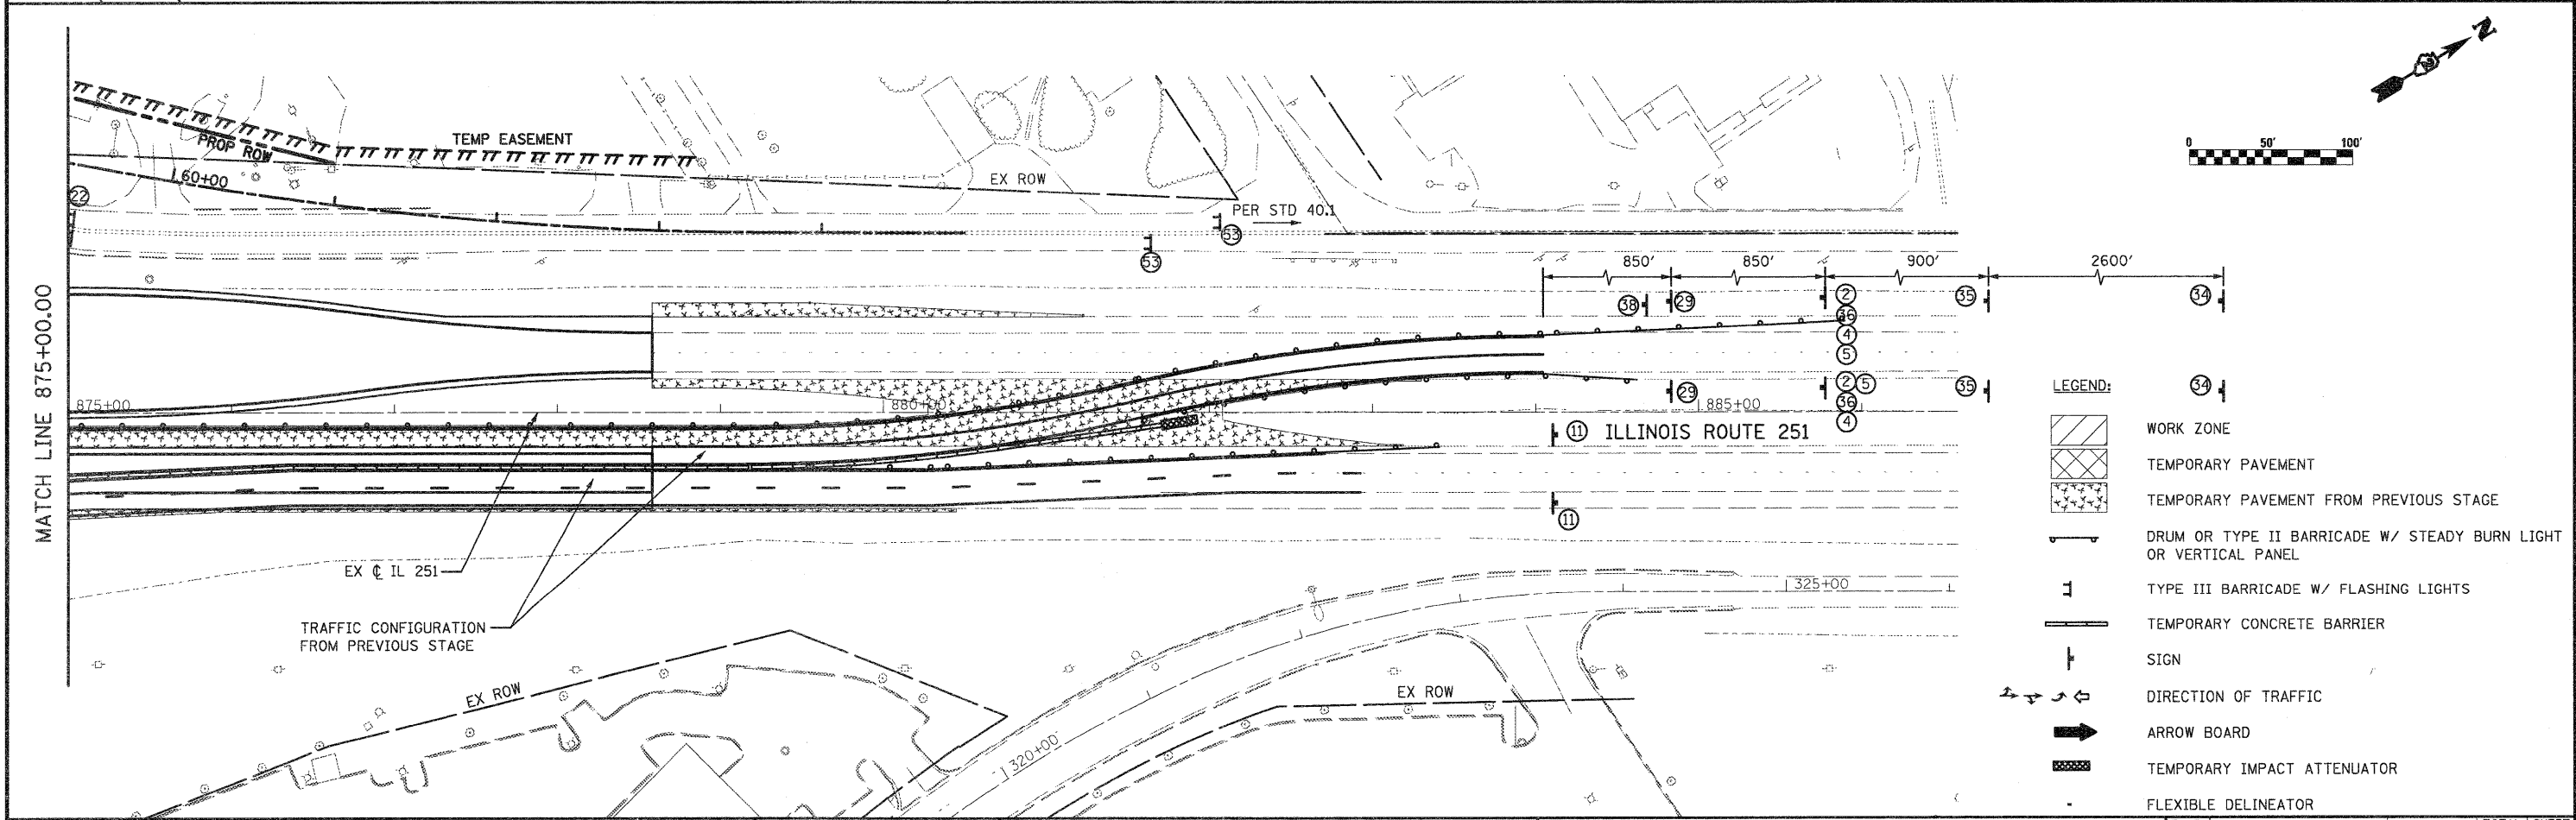 N
0 50' 100'
TEMP EASEMENT
PROP ROW
60+00
EX ROW
22
PER STD 40.1
53
53
850' 850' 900' 2600'
38 29 2 35 34
36
4
5
MATCH LINE 875+00.00
875+00 880+00 885+00
29 2 5 35 34
36
4
11 ILLINOIS ROUTE 251
11
EX ℄ IL 251
TRAFFIC CONFIGURATION
FROM PREVIOUS STAGE
325+00
EX ROW
EX ROW
320+00
LEGEND:
WORK ZONE
TEMPORARY PAVEMENT
TEMPORARY PAVEMENT FROM PREVIOUS STAGE
DRUM OR TYPE II BARRICADE W/ STEADY BURN LIGHT
OR VERTICAL PANEL
TYPE III BARRICADE W/ FLASHING LIGHTS
TEMPORARY CONCRETE BARRIER
SIGN
DIRECTION OF TRAFFIC
ARROW BOARD
TEMPORARY IMPACT ATTENUATOR
FLEXIBLE DELINEATOR